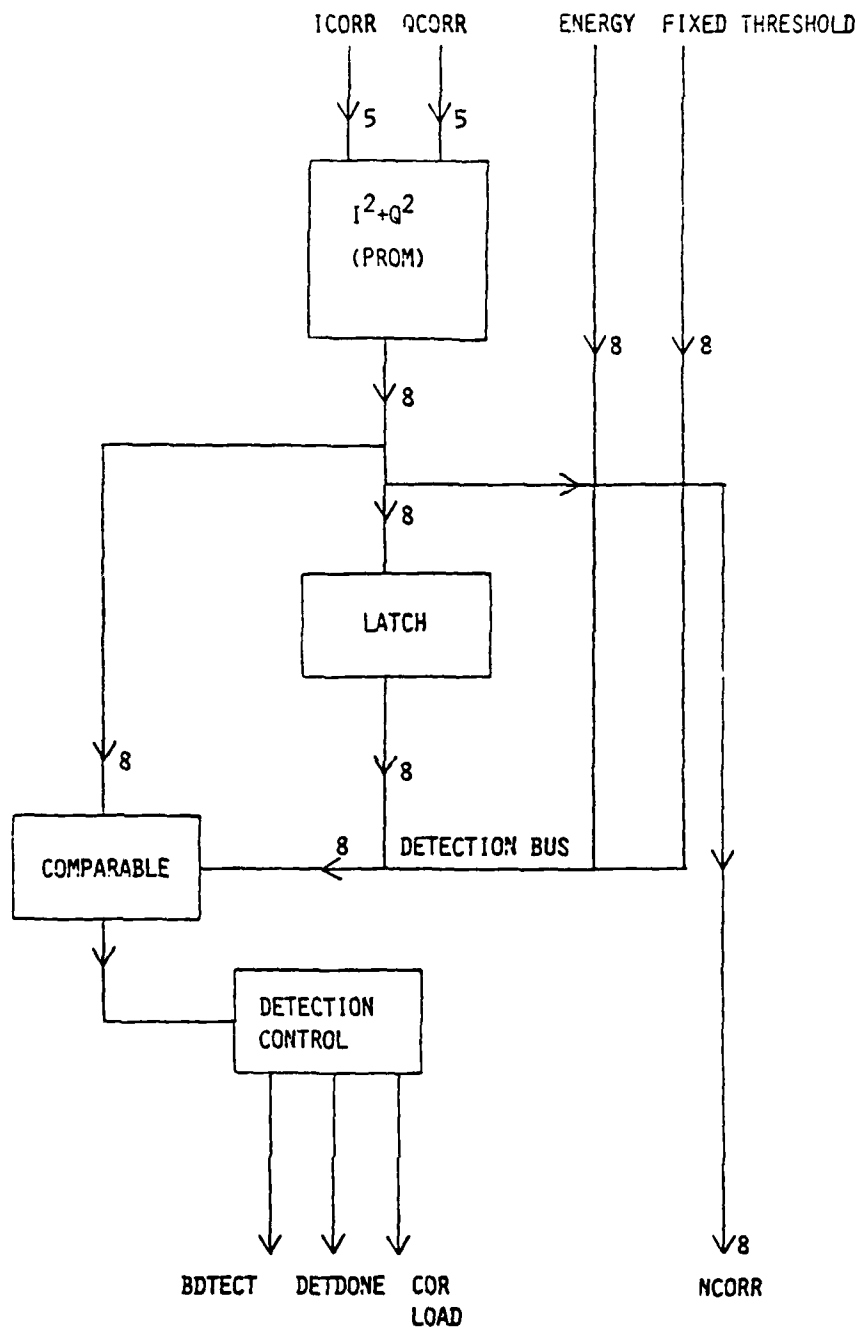 ICORR QCORR ENERGY FIXED THRESHOLD
5 5
I²+Q²
(PROM)
8 8
8
8
LATCH
8 8
8 DETECTION BUS
COMPARABLE
DETECTION
CONTROL
8
BDTECT DETDONE COR NCORR
LOAD